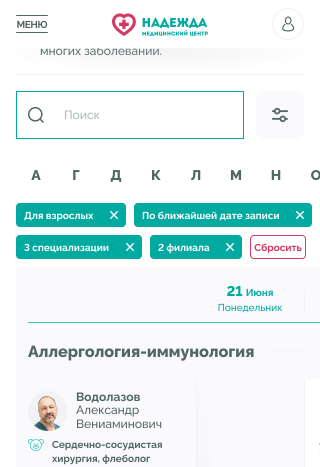 МЕНЮ
НАДЕЖДА
МЕДИЦИНСКИЙ ЦЕНТР
многих заболеваний.
Поиск
А Г Д К Л М Н О
Для взрослых
По ближайшей дате записи
3 специализации
2 филиала
Сбросить
21 Июня
Понедельник
Аллергология-иммунология
Водолазов
Александр
Вениаминович
Сердечно-сосудистая
хирургия, флеболог